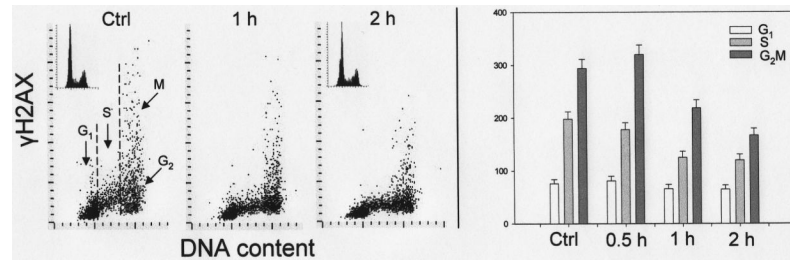 Ctrl
1 h
2 h
γH2AX
G₁
S
M
G₂
DNA content
400
300
200
100
0
G₁
S
G₂M
Ctrl
0.5 h
1 h
2 h